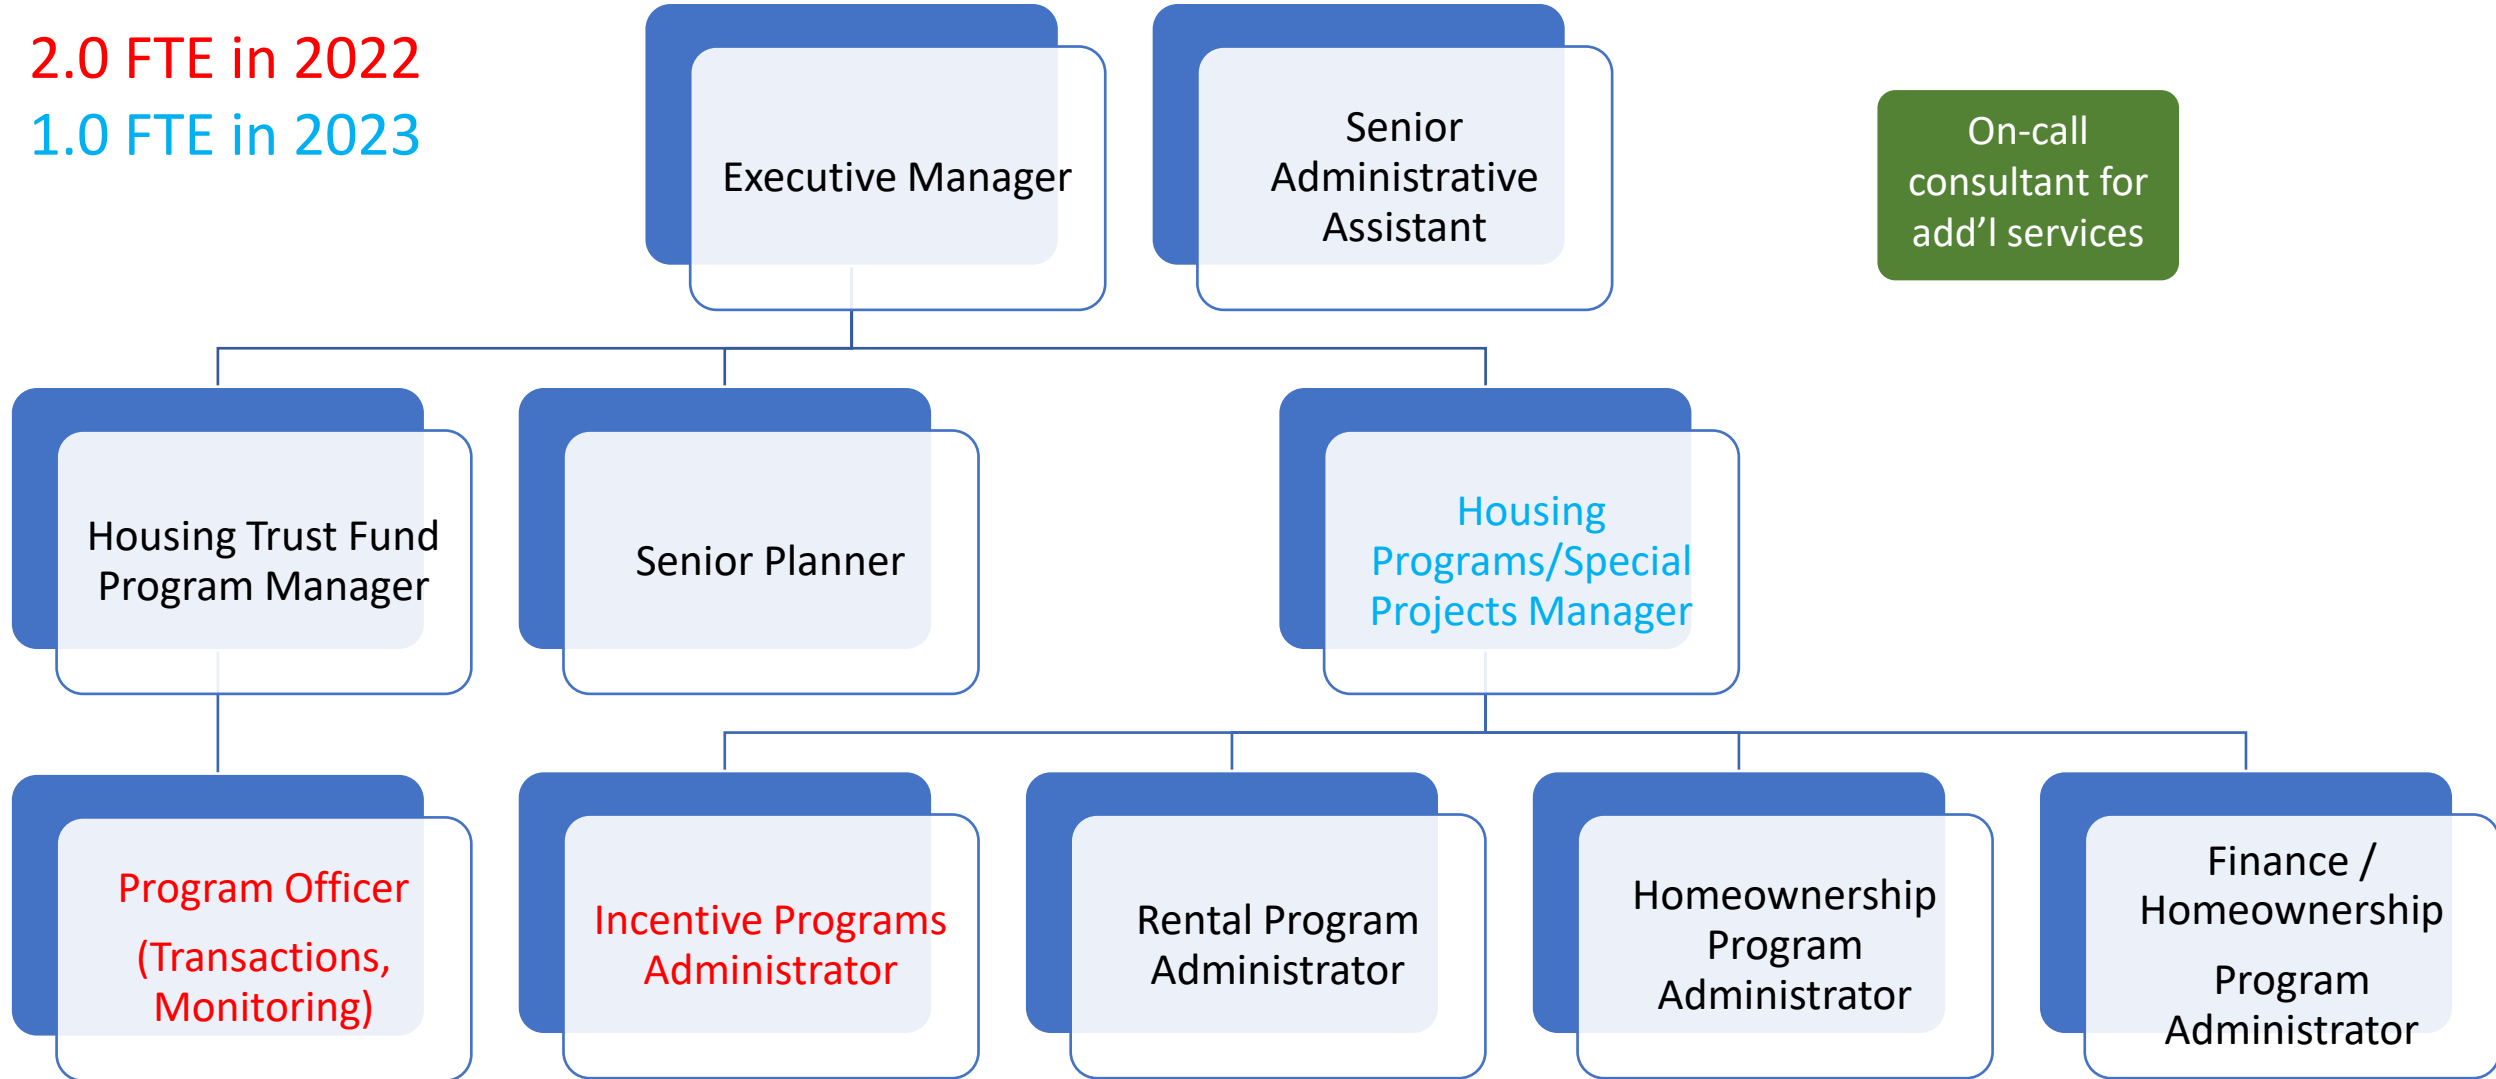 2.0 FTE in 2022
1.0 FTE in 2023
Executive Manager
Senior
Administrative
Assistant
On-call
consultant for
add’l services
Housing Trust Fund
Program Manager
Senior Planner
Housing
Programs/Special
Projects Manager
Program Officer
(Transactions,
Monitoring)
Incentive Programs
Administrator
Rental Program
Administrator
Homeownership
Program
Administrator
Finance /
Homeownership
Program
Administrator